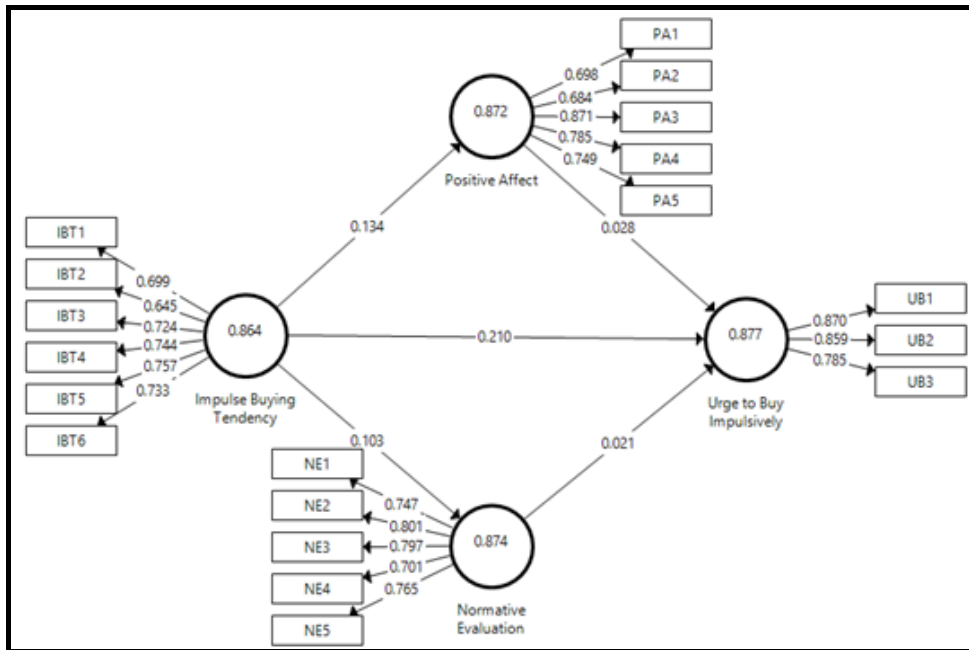 PA1
0.698
PA2
0.684
0.872
0.871
PA3
0.785
PA4
0.749
Positive Affect
PA5
IBT1
0.134
0.028
0.699
IBT2
0.645
IBT3
0.724
0.864
0.744
IBT4
0.757
IBT5
0.733
IBT6
Impulse Buying
Tendency
0.210
0.877
0.870
UB1
0.859
UB2
0.785
UB3
Urge to Buy
Impulsively
0.103
0.021
NE1
0.747
NE2
0.801
NE3
0.797
0.874
0.701
NE4
0.765
NE5
Normative
Evaluation